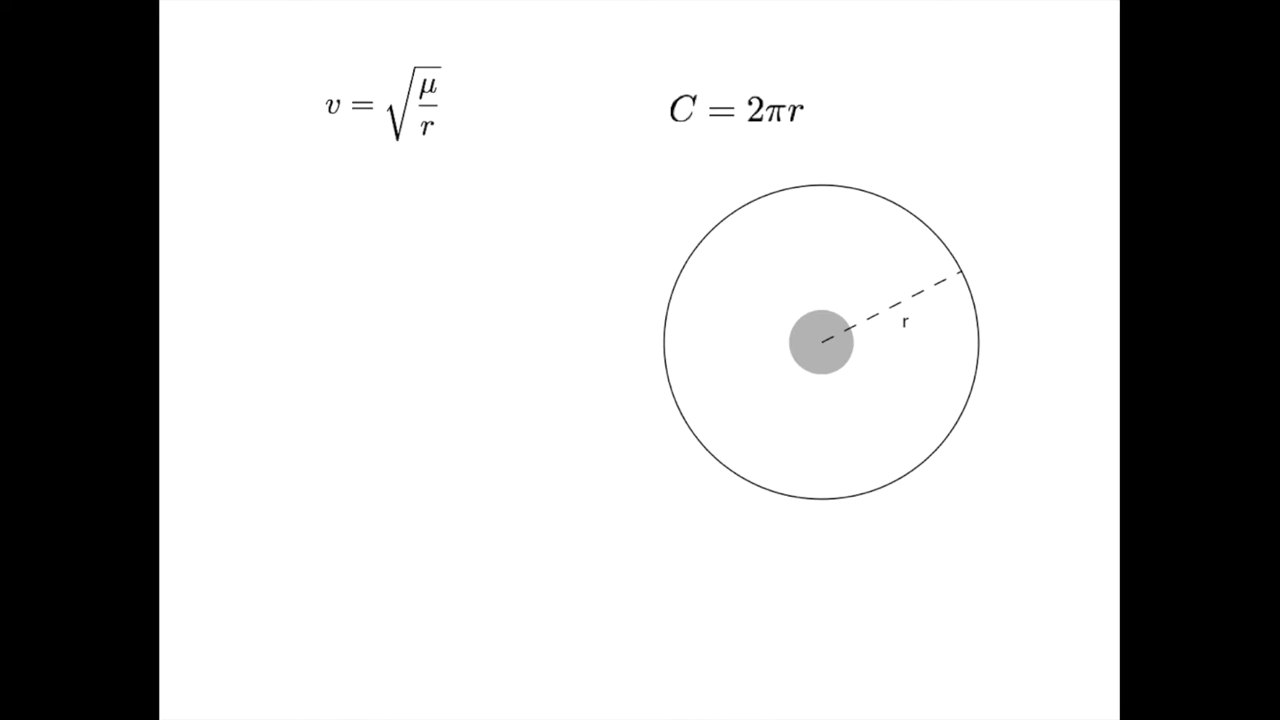 v = √(μ/r)
C = 2πr
r